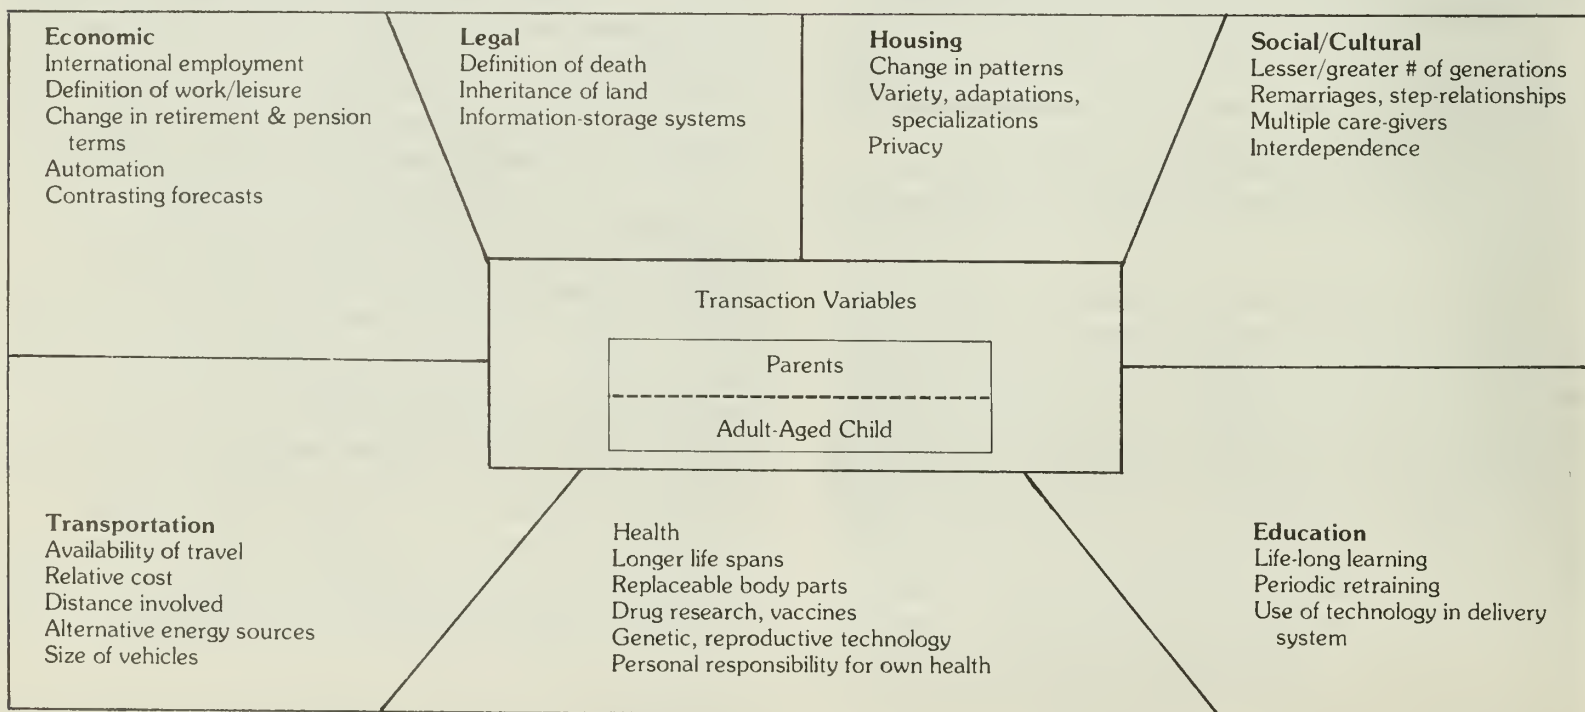 Economic
International employment
Definition of work/leisure
Change in retirement & pension
terms
Automation
Contrasting forecasts
Legal
Definition of death
Inheritance of land
Information-storage systems
Housing
Change in patterns
Variety, adaptations,
specializations
Privacy
Social/Cultural
Lesser/greater # of generations
Remarriages, step-relationships
Multiple care-givers
Interdependence
Transaction Variables
Parents
Adult-Aged Child
Transportation
Availability of travel
Relative cost
Distance involved
Alternative energy sources
Size of vehicles
Health
Longer life spans
Replaceable body parts
Drug research, vaccines
Genetic, reproductive technology
Personal responsibility for own health
Education
Life-long learning
Periodic retraining
Use of technology in delivery
system